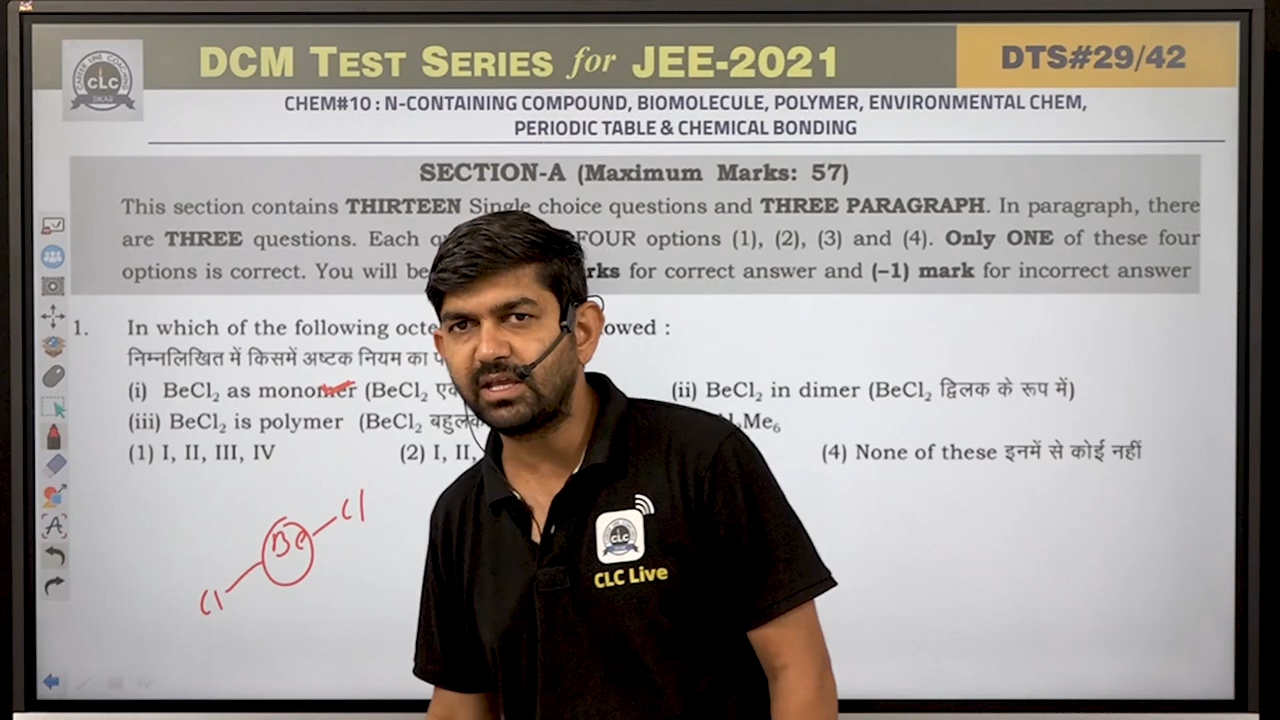 DCM TEST SERIES for JEE-2021
DTS#29/42
CLC
SIKAR
CHEM#10 : N-CONTAINING COMPOUND, BIOMOLECULE, POLYMER, ENVIRONMENTAL CHEM,
PERIODIC TABLE & CHEMICAL BONDING
SECTION-A (Maximum Marks: 57)
This section contains THIRTEEN Single choice questions and THREE PARAGRAPH. In paragraph, there
are THREE questions. Each FOUR options (1), (2), (3) and (4). Only ONE of these four
options is correct. You will be for correct answer and (–1) mark for incorrect answer
1. In which of the following :
निम्नलिखित में किसमें अष्टक नियम का
(i) BeCl₂ as monomer (BeCl₂ (ii) BeCl₂ in dimer (BeCl₂ द्विलक के रूप में)
(iii) BeCl₂ is polymer (BeCl₂ Me₆
(1) I, II, III, IV (2) I, II, (4) None of these इनमें से कोई नहीं
Cl Be Cl
CLC
CLC Live